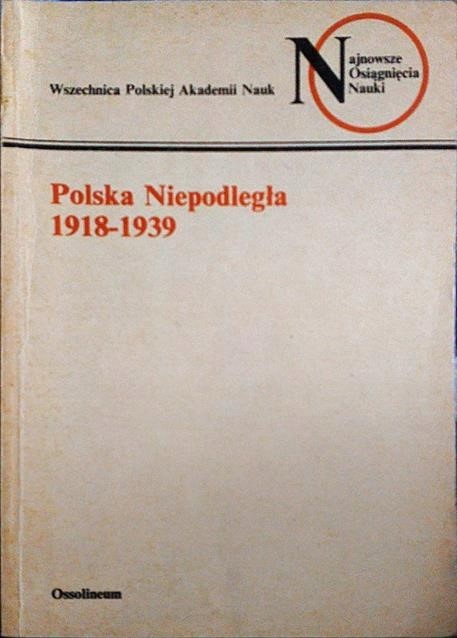 Wszechnica Polskiej Akademii Nauk
Najnowsze
Osiągnięcia
Nauki
Polska Niepodległa
1918-1939
Ossolineum